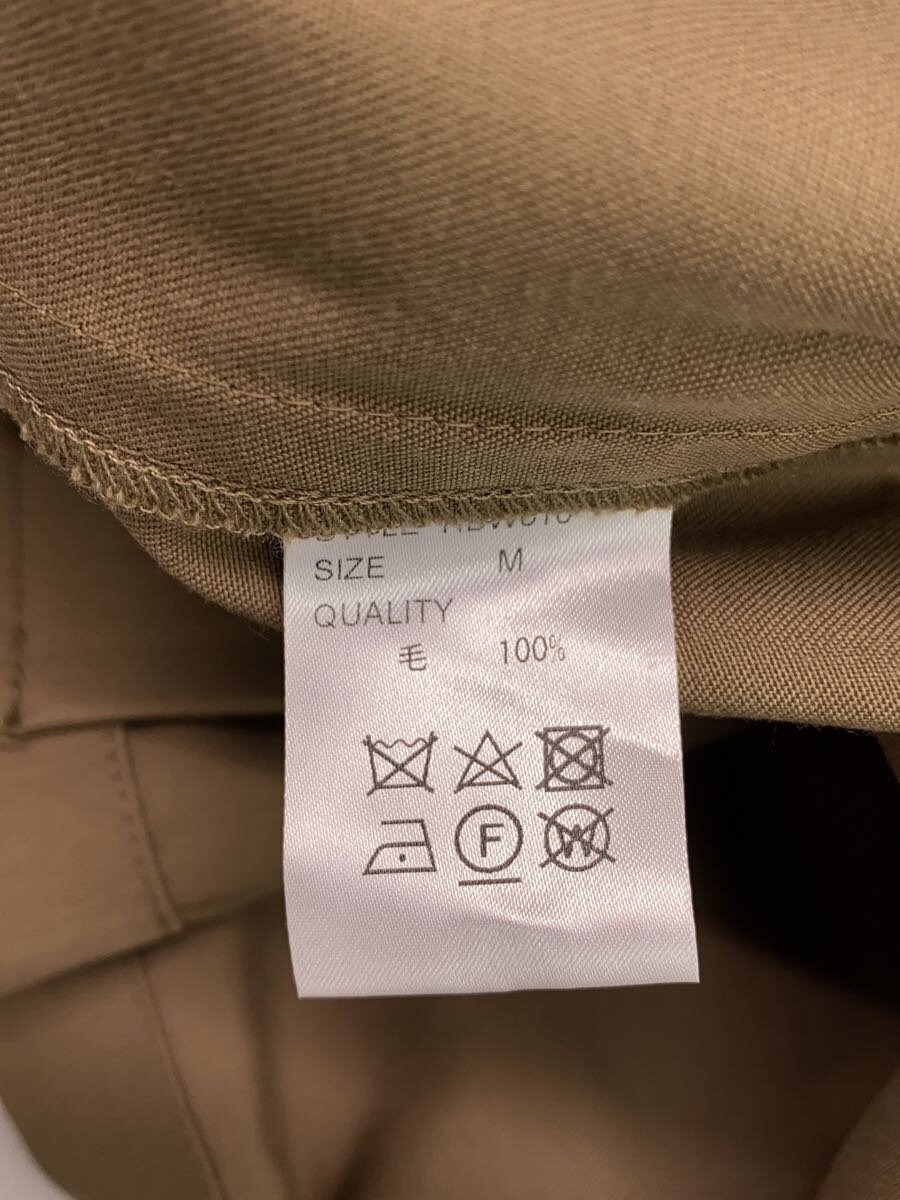 SIZE M
QUALITY
毛 100%
F W